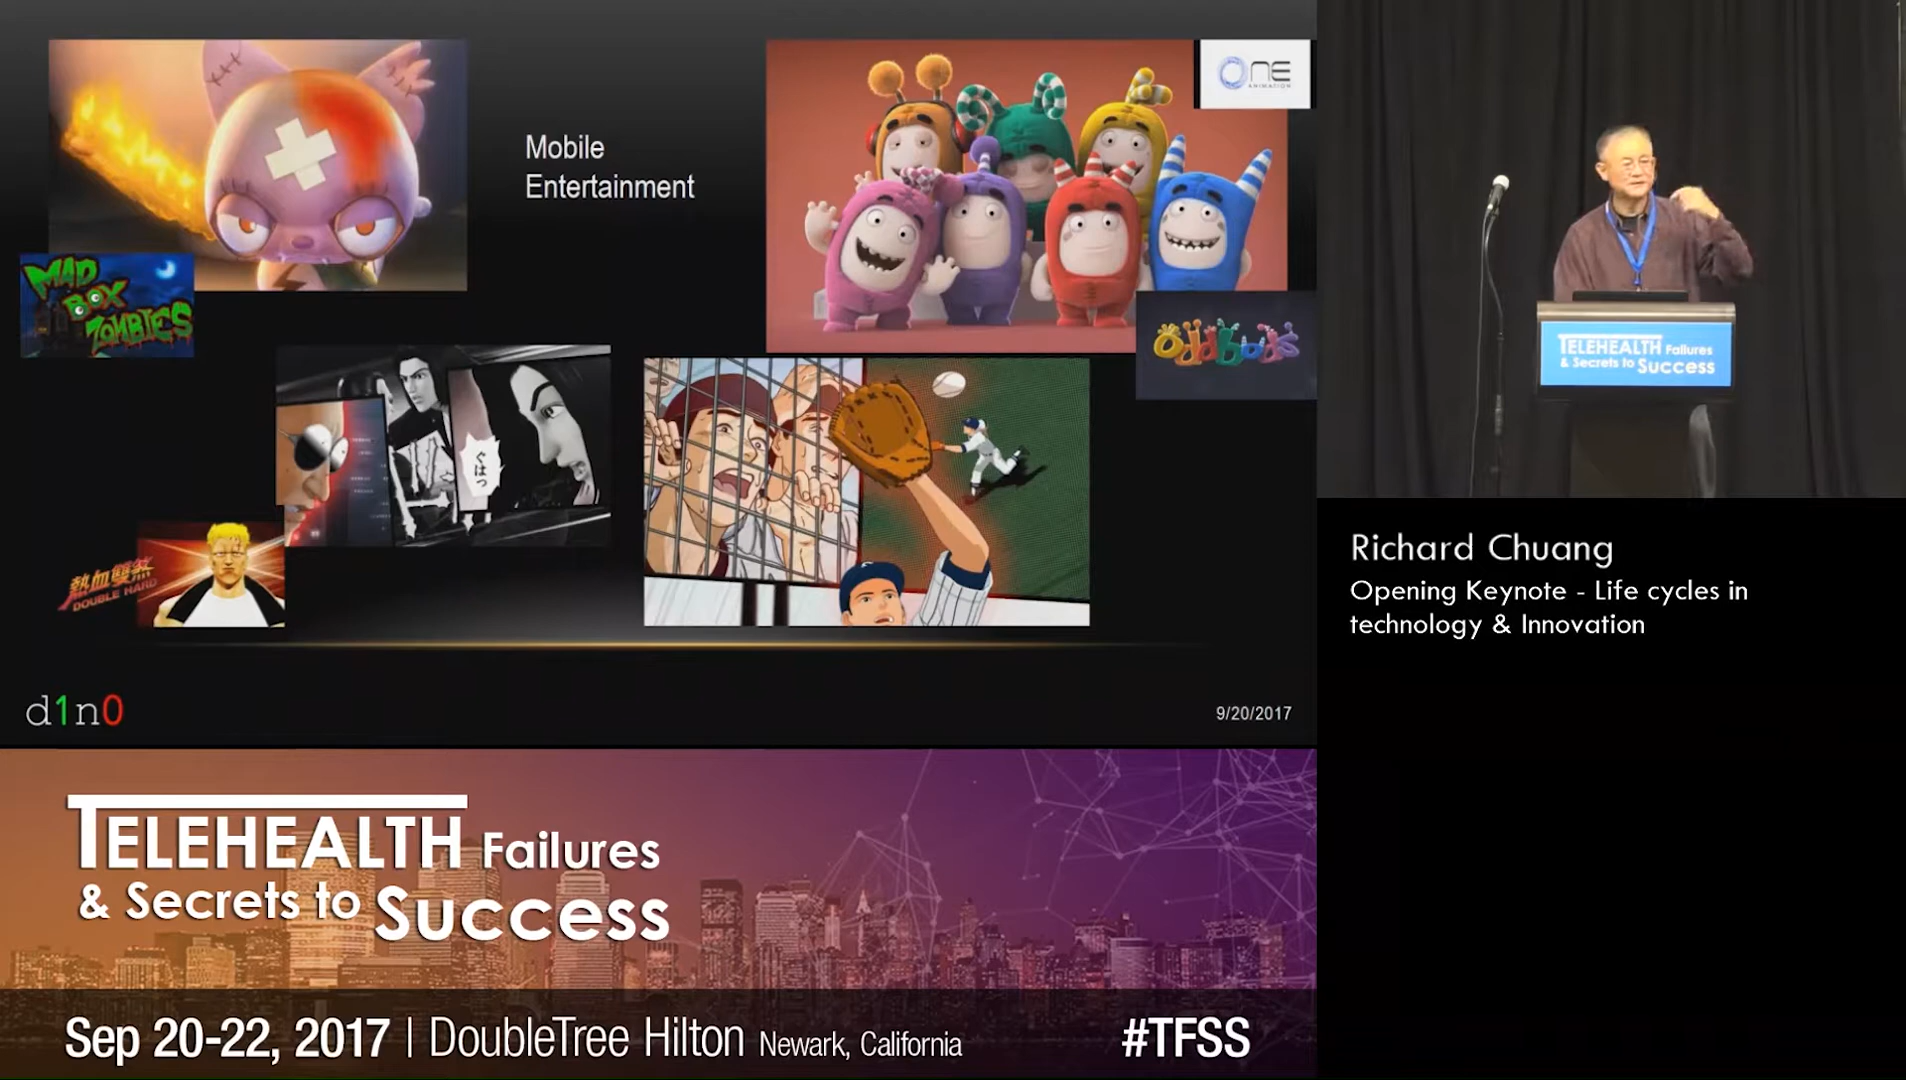 Mobile
Entertainment
ONE
ANIMATION
MAD
BOX
ZOMBIES
Oddbods
ぐはっ
熱血雙漢
DOUBLE HARD
d1n0
9/20/2017
TELEHEALTH Failures
& Secrets to Success
Richard Chuang
Opening Keynote - Life cycles in
technology & Innovation
TELEHEALTH Failures
& Secrets to Success
Sep 20-22, 2017 | DoubleTree Hilton Newark, California
#TFSS